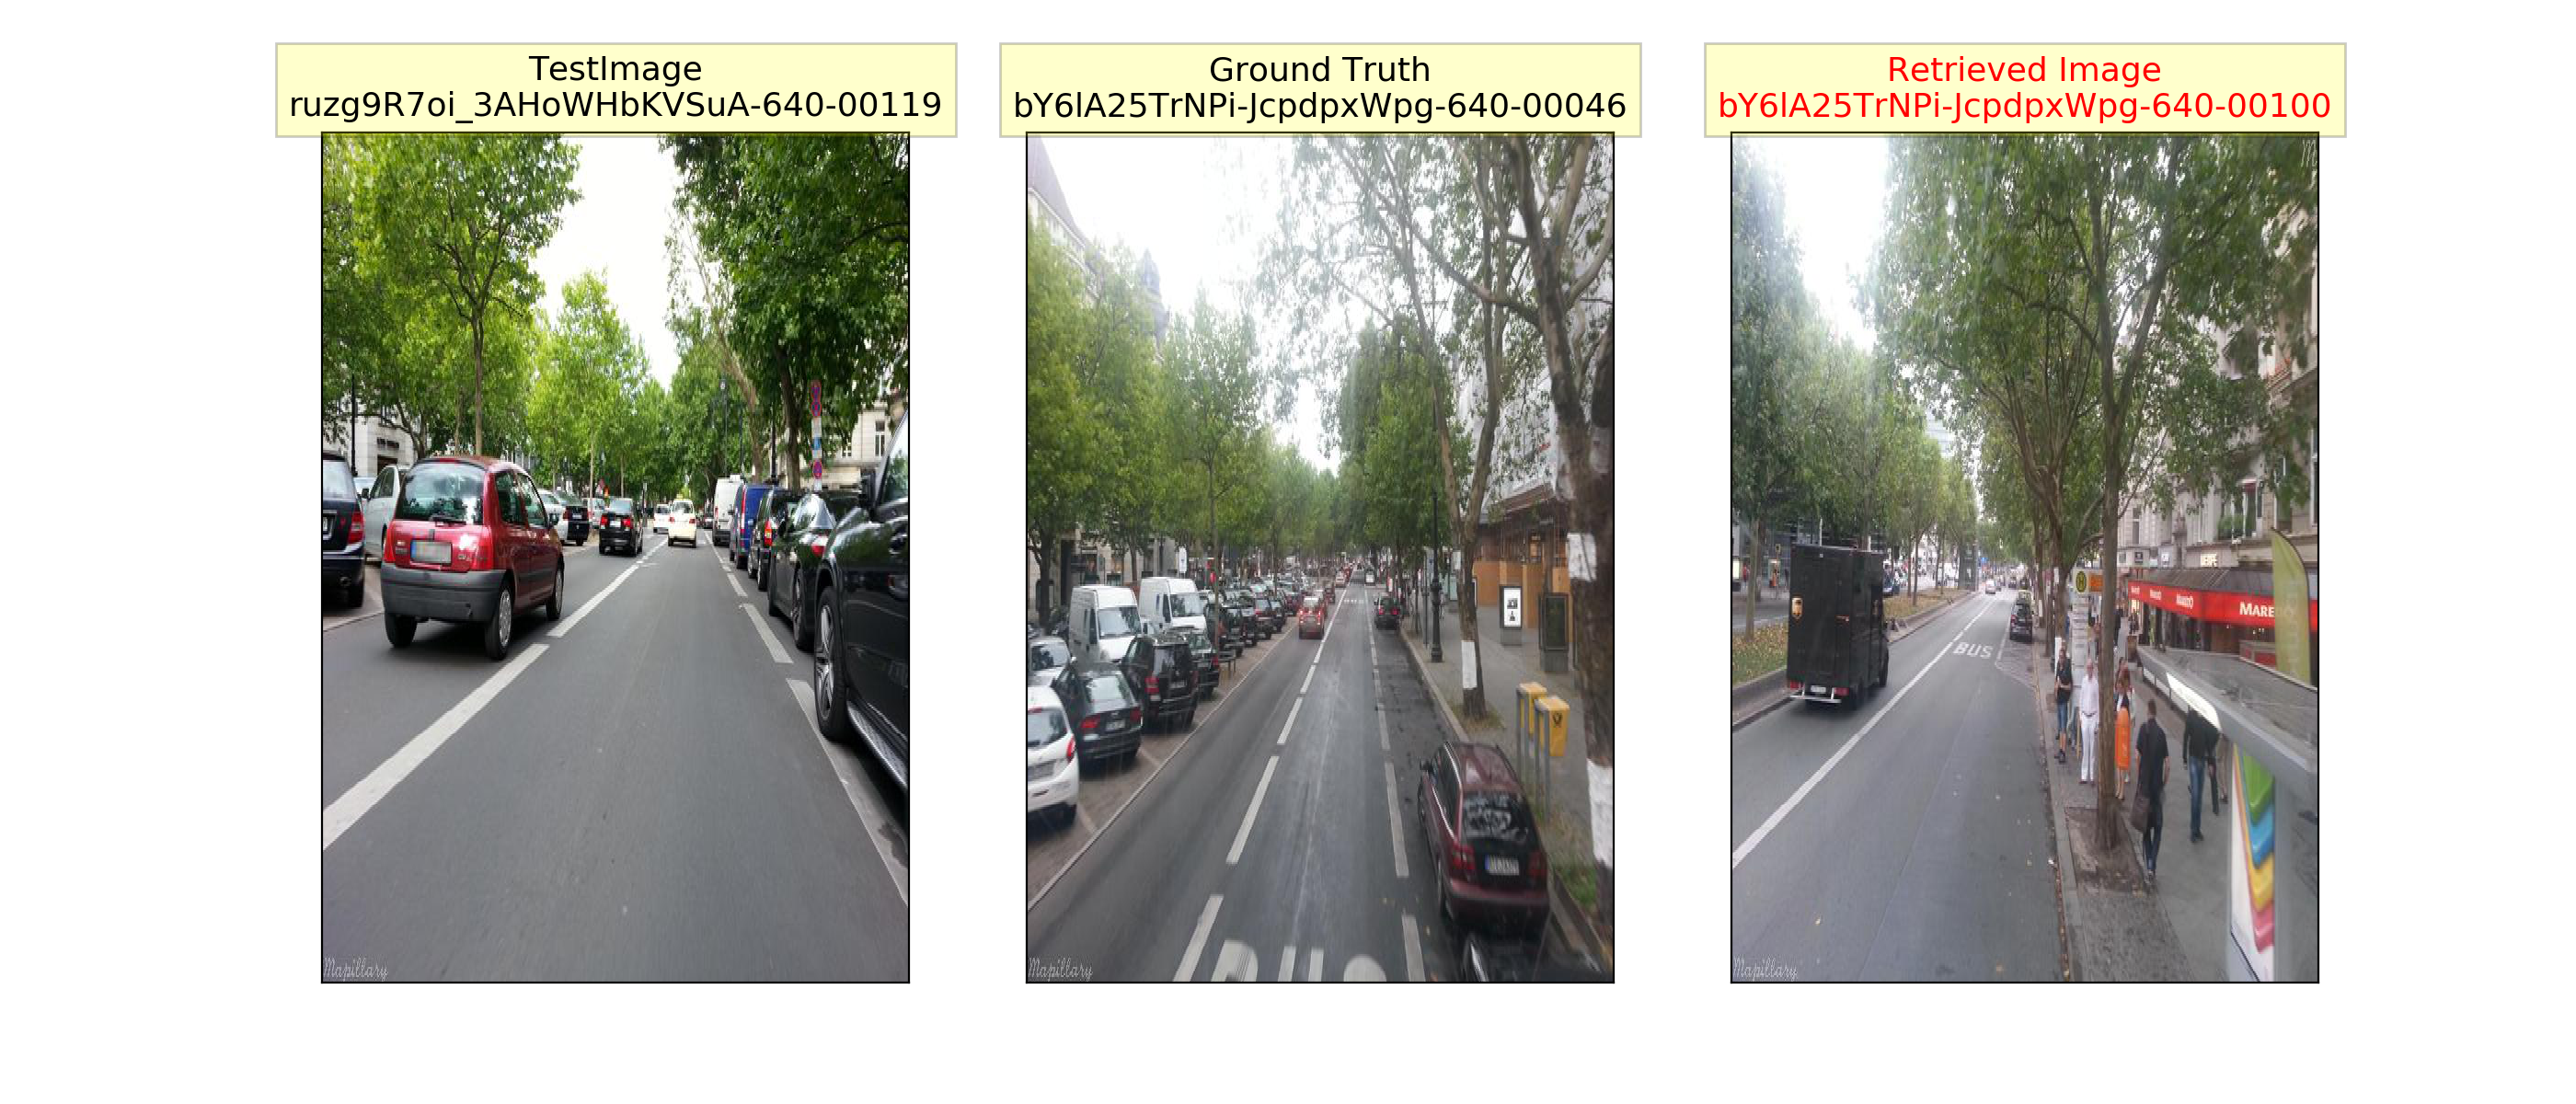 TestImage
ruzg9R7oi_3AHoWHbKVSuA-640-00119
Ground Truth
bY6lA25TrNPi-JcpdpxWpg-640-00046
Retrieved Image
bY6lA25TrNPi-JcpdpxWpg-640-00100
BUS
MAREDO
Mapillary
Mapillary
Mapillary